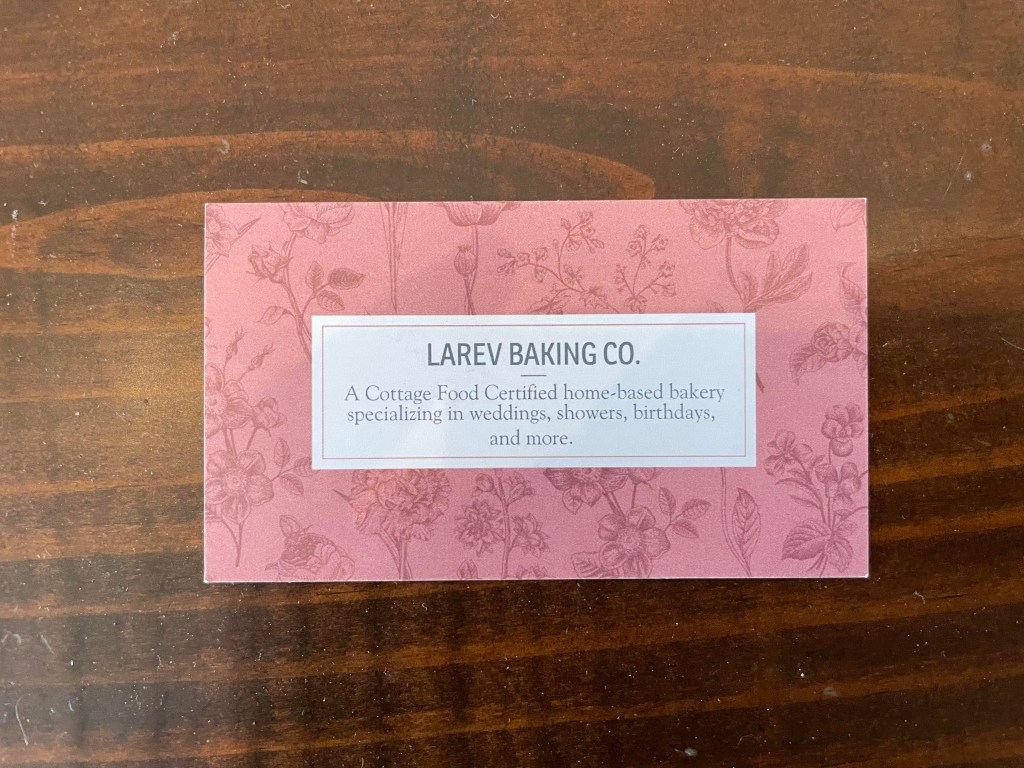 LAREV BAKING CO.
A Cottage Food Certified home-based bakery
specializing in weddings, showers, birthdays,
and more.